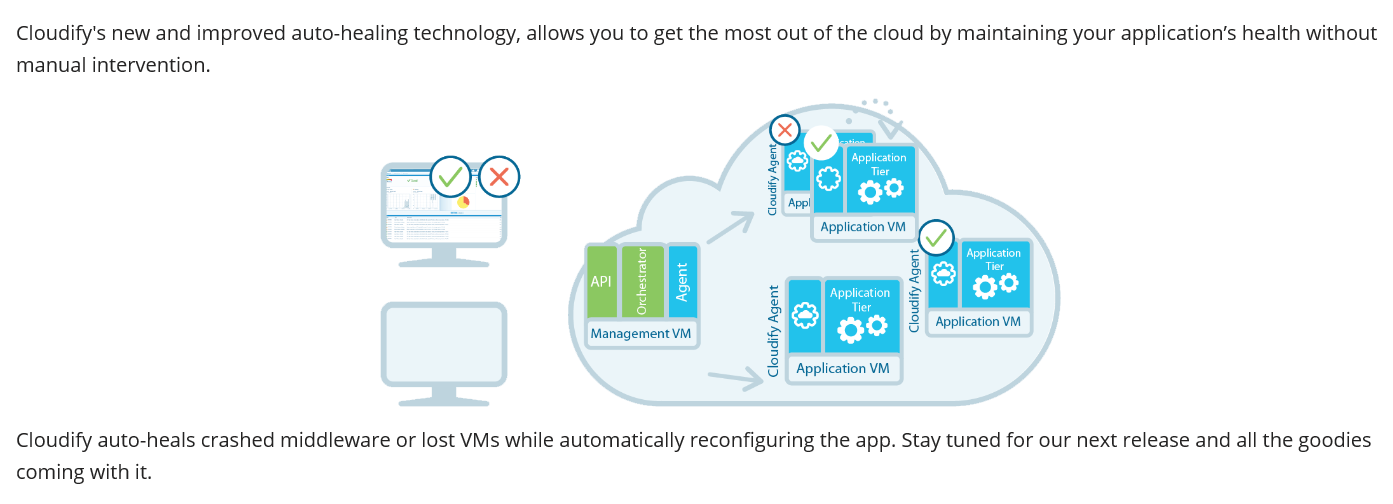 Cloudify's new and improved auto-healing technology, allows you to get the most out of the cloud by maintaining your application’s health without
manual intervention.
Cloudify Agent
Appl
Application
Tier
Application VM
API
Orchestrator
Agent
Management VM
Cloudify Agent
Application
Tier
Application VM
Cloudify Agent
Application
Tier
Application VM
Cloudify auto-heals crashed middleware or lost VMs while automatically reconfiguring the app. Stay tuned for our next release and all the goodies
coming with it.